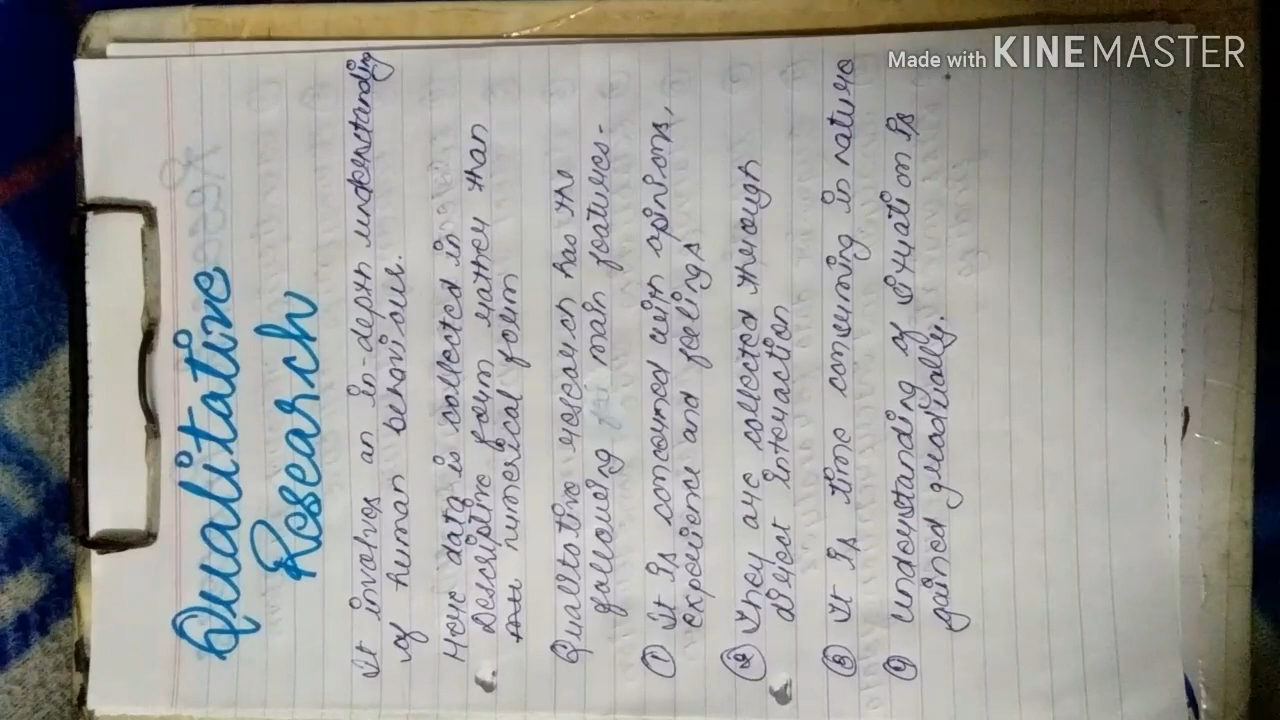 Made with KINEMASTER
Qualitative
Research
It involves an in-depth understanding
of human behaviour.
Here data is collected in
Descriptive form rather than
numerical form
Qualitative research has the
following main features-
① It is concerned with opinions,
experience and feelings
② They are collected through
direct interaction
③ It is time consuming in nature
④ understanding of situation is
gained gradually.